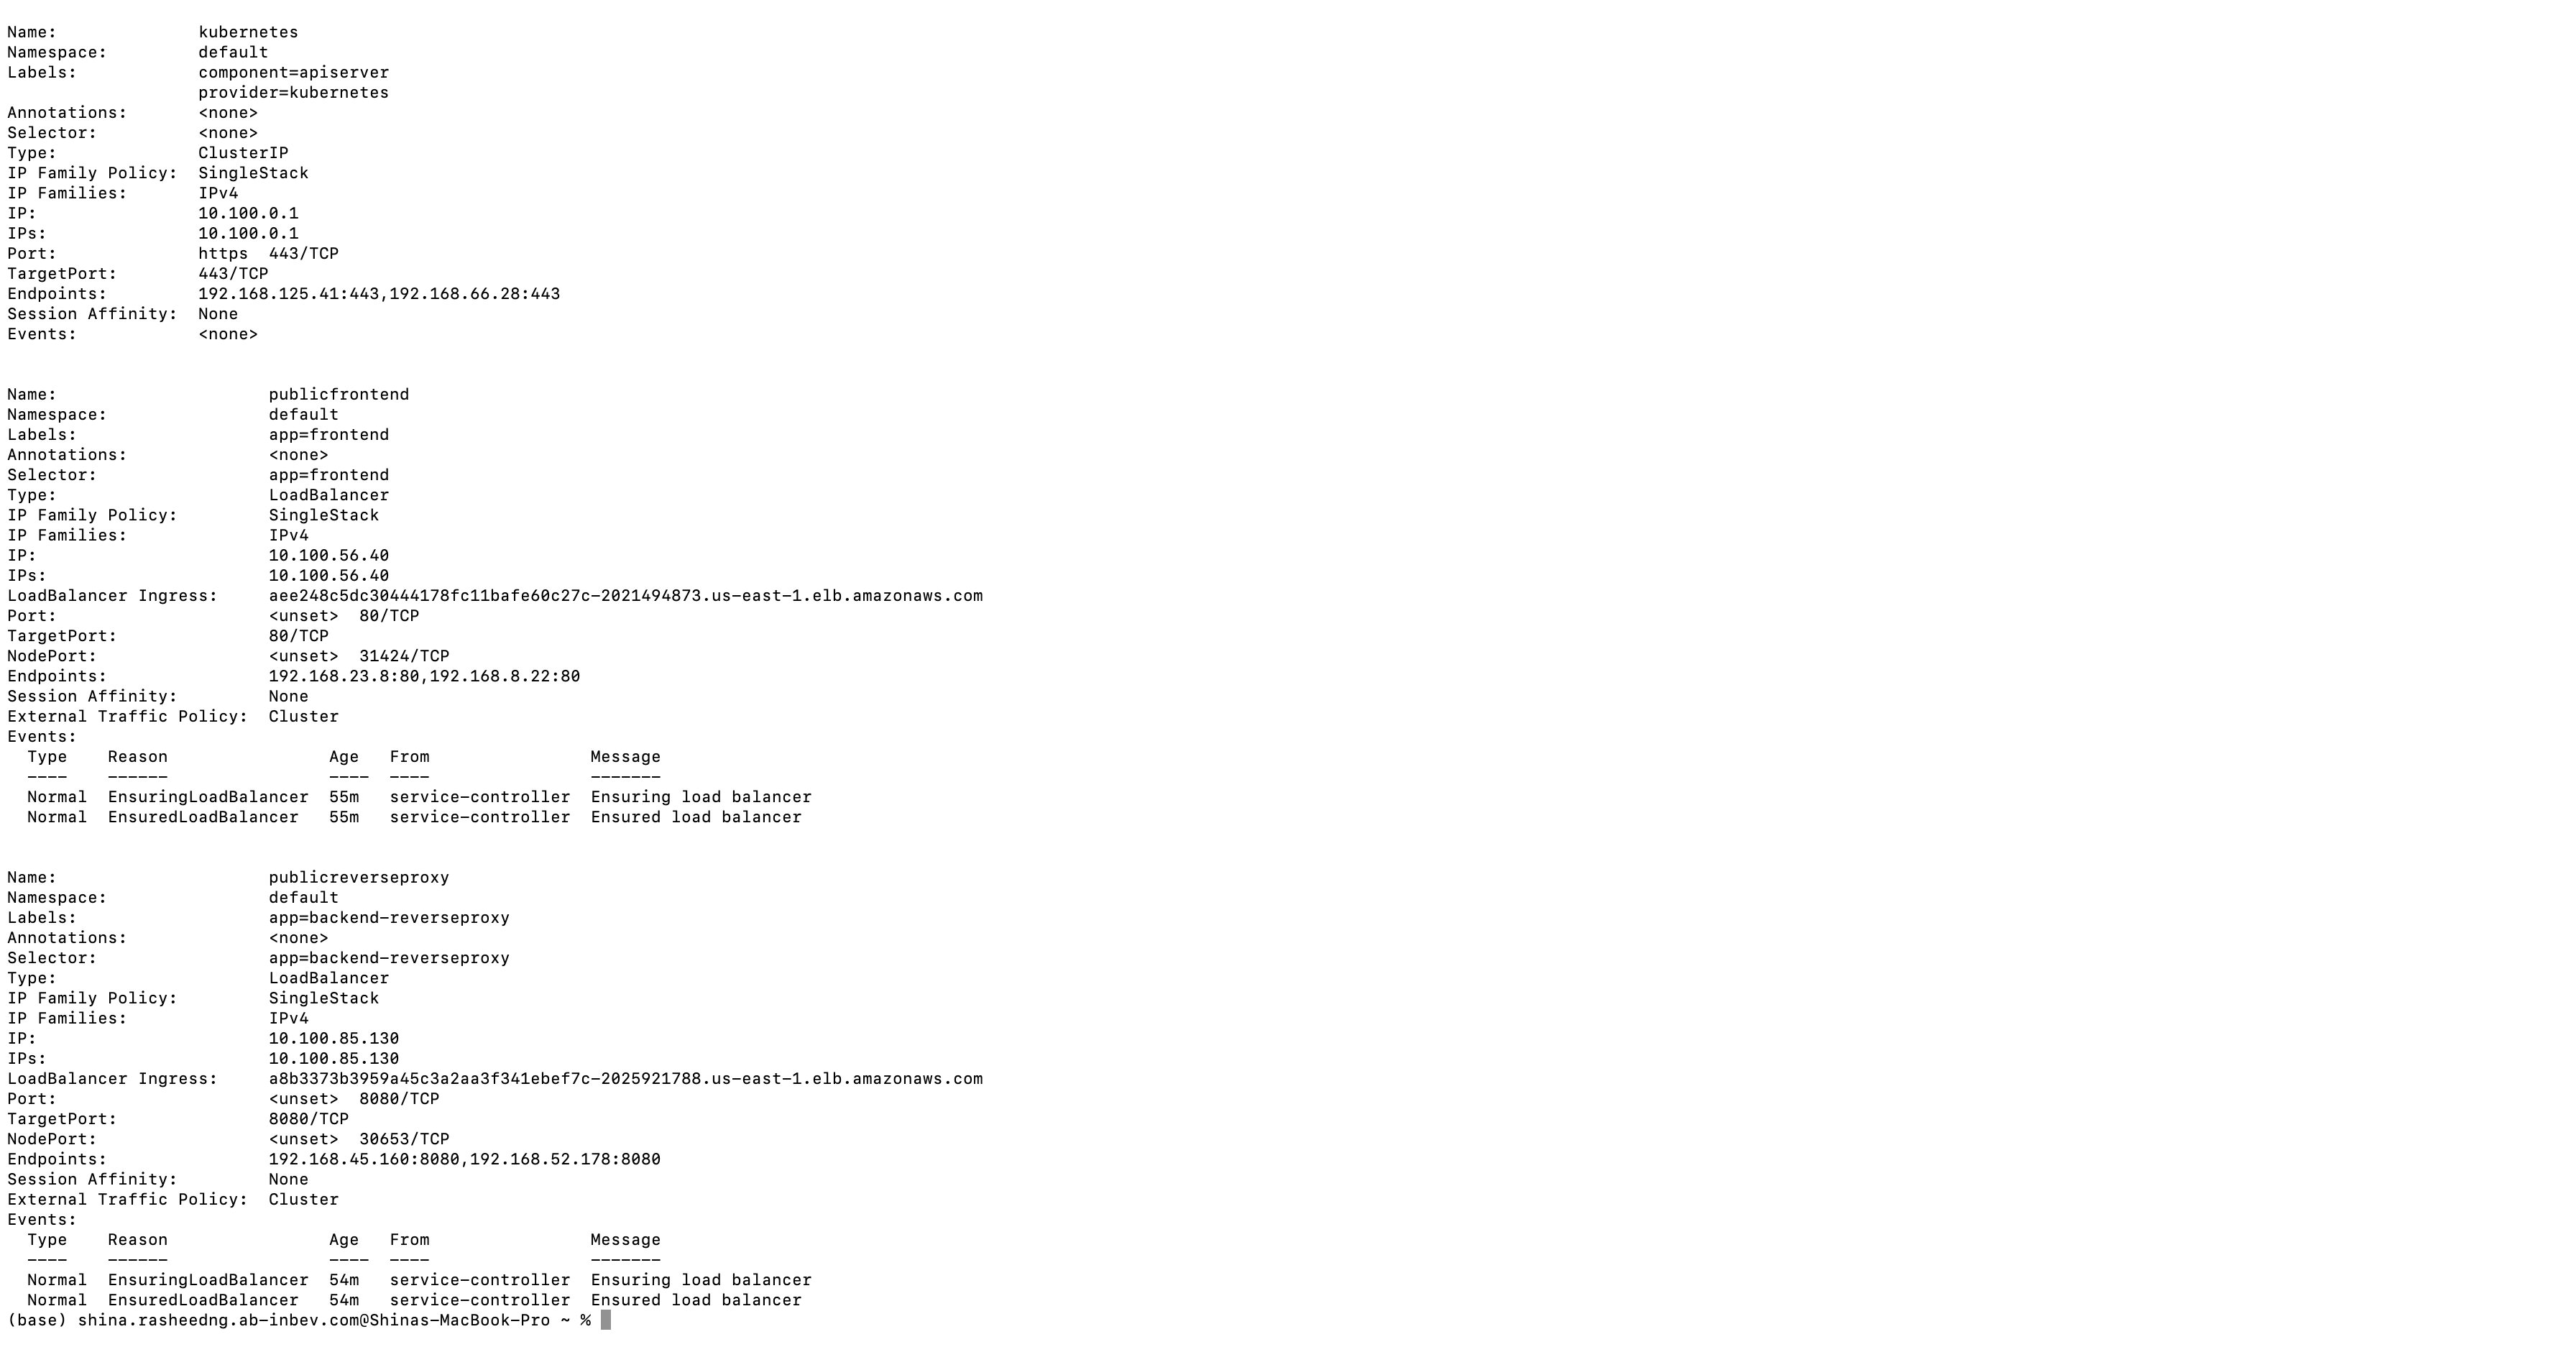 Name:              kubernetes
Namespace:         default
Labels:            component=apiserver
                   provider=kubernetes
Annotations:       <none>
Selector:          <none>
Type:              ClusterIP
IP Family Policy:  SingleStack
IP Families:       IPv4
IP:                10.100.0.1
IPs:               10.100.0.1
Port:              https  443/TCP
TargetPort:        443/TCP
Endpoints:         192.168.125.41:443,192.168.66.28:443
Session Affinity:  None
Events:            <none>
Name:                     publicfrontend
Namespace:                default
Labels:                   app=frontend
Annotations:              <none>
Selector:                 app=frontend
Type:                     LoadBalancer
IP Family Policy:         SingleStack
IP Families:              IPv4
IP:                       10.100.56.40
IPs:                      10.100.56.40
LoadBalancer Ingress:     aee248c5dc30444178fc11bafe60c27c-2021494873.us-east-1.elb.amazonaws.com
Port:                     <unset>  80/TCP
TargetPort:               80/TCP
NodePort:                 <unset>  31424/TCP
Endpoints:                192.168.23.8:80,192.168.8.22:80
Session Affinity:         None
External Traffic Policy:  Cluster
Events:
  Type    Reason                Age   From                Message
  ----    ------                ----  ----                -------
  Normal  EnsuringLoadBalancer  55m   service-controller  Ensuring load balancer
  Normal  EnsuredLoadBalancer   55m   service-controller  Ensured load balancer
Name:                     publicreverseproxy
Namespace:                default
Labels:                   app=backend-reverseproxy
Annotations:              <none>
Selector:                 app=backend-reverseproxy
Type:                     LoadBalancer
IP Family Policy:         SingleStack
IP Families:              IPv4
IP:                       10.100.85.130
IPs:                      10.100.85.130
LoadBalancer Ingress:     a8b3373b3959a45c3a2aa3f341ebef7c-2025921788.us-east-1.elb.amazonaws.com
Port:                     <unset>  8080/TCP
TargetPort:               8080/TCP
NodePort:                 <unset>  30653/TCP
Endpoints:                192.168.45.160:8080,192.168.52.178:8080
Session Affinity:         None
External Traffic Policy:  Cluster
Events:
  Type    Reason                Age   From                Message
  ----    ------                ----  ----                -------
  Normal  EnsuringLoadBalancer  54m   service-controller  Ensuring load balancer
  Normal  EnsuredLoadBalancer   54m   service-controller  Ensured load balancer
(base) shina.rasheedng.ab-inbev.com@Shinas-MacBook-Pro ~ %